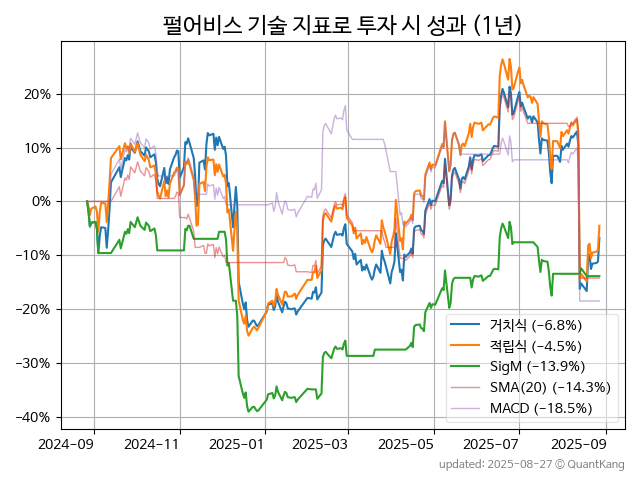 펄어비스 기술 지표로 투자 시 성과 (1년)
20%
10%
0%
−10%
−20%
−30%
−40%
거치식 (−6.8%)
적립식 (−4.5%)
SigM (−13.9%)
SMA(20) (−14.3%)
MACD (−18.5%)
2024-09 2024-11 2025-01 2025-03 2025-05 2025-07 2025-09
updated: 2025-08-27 © QuantKang